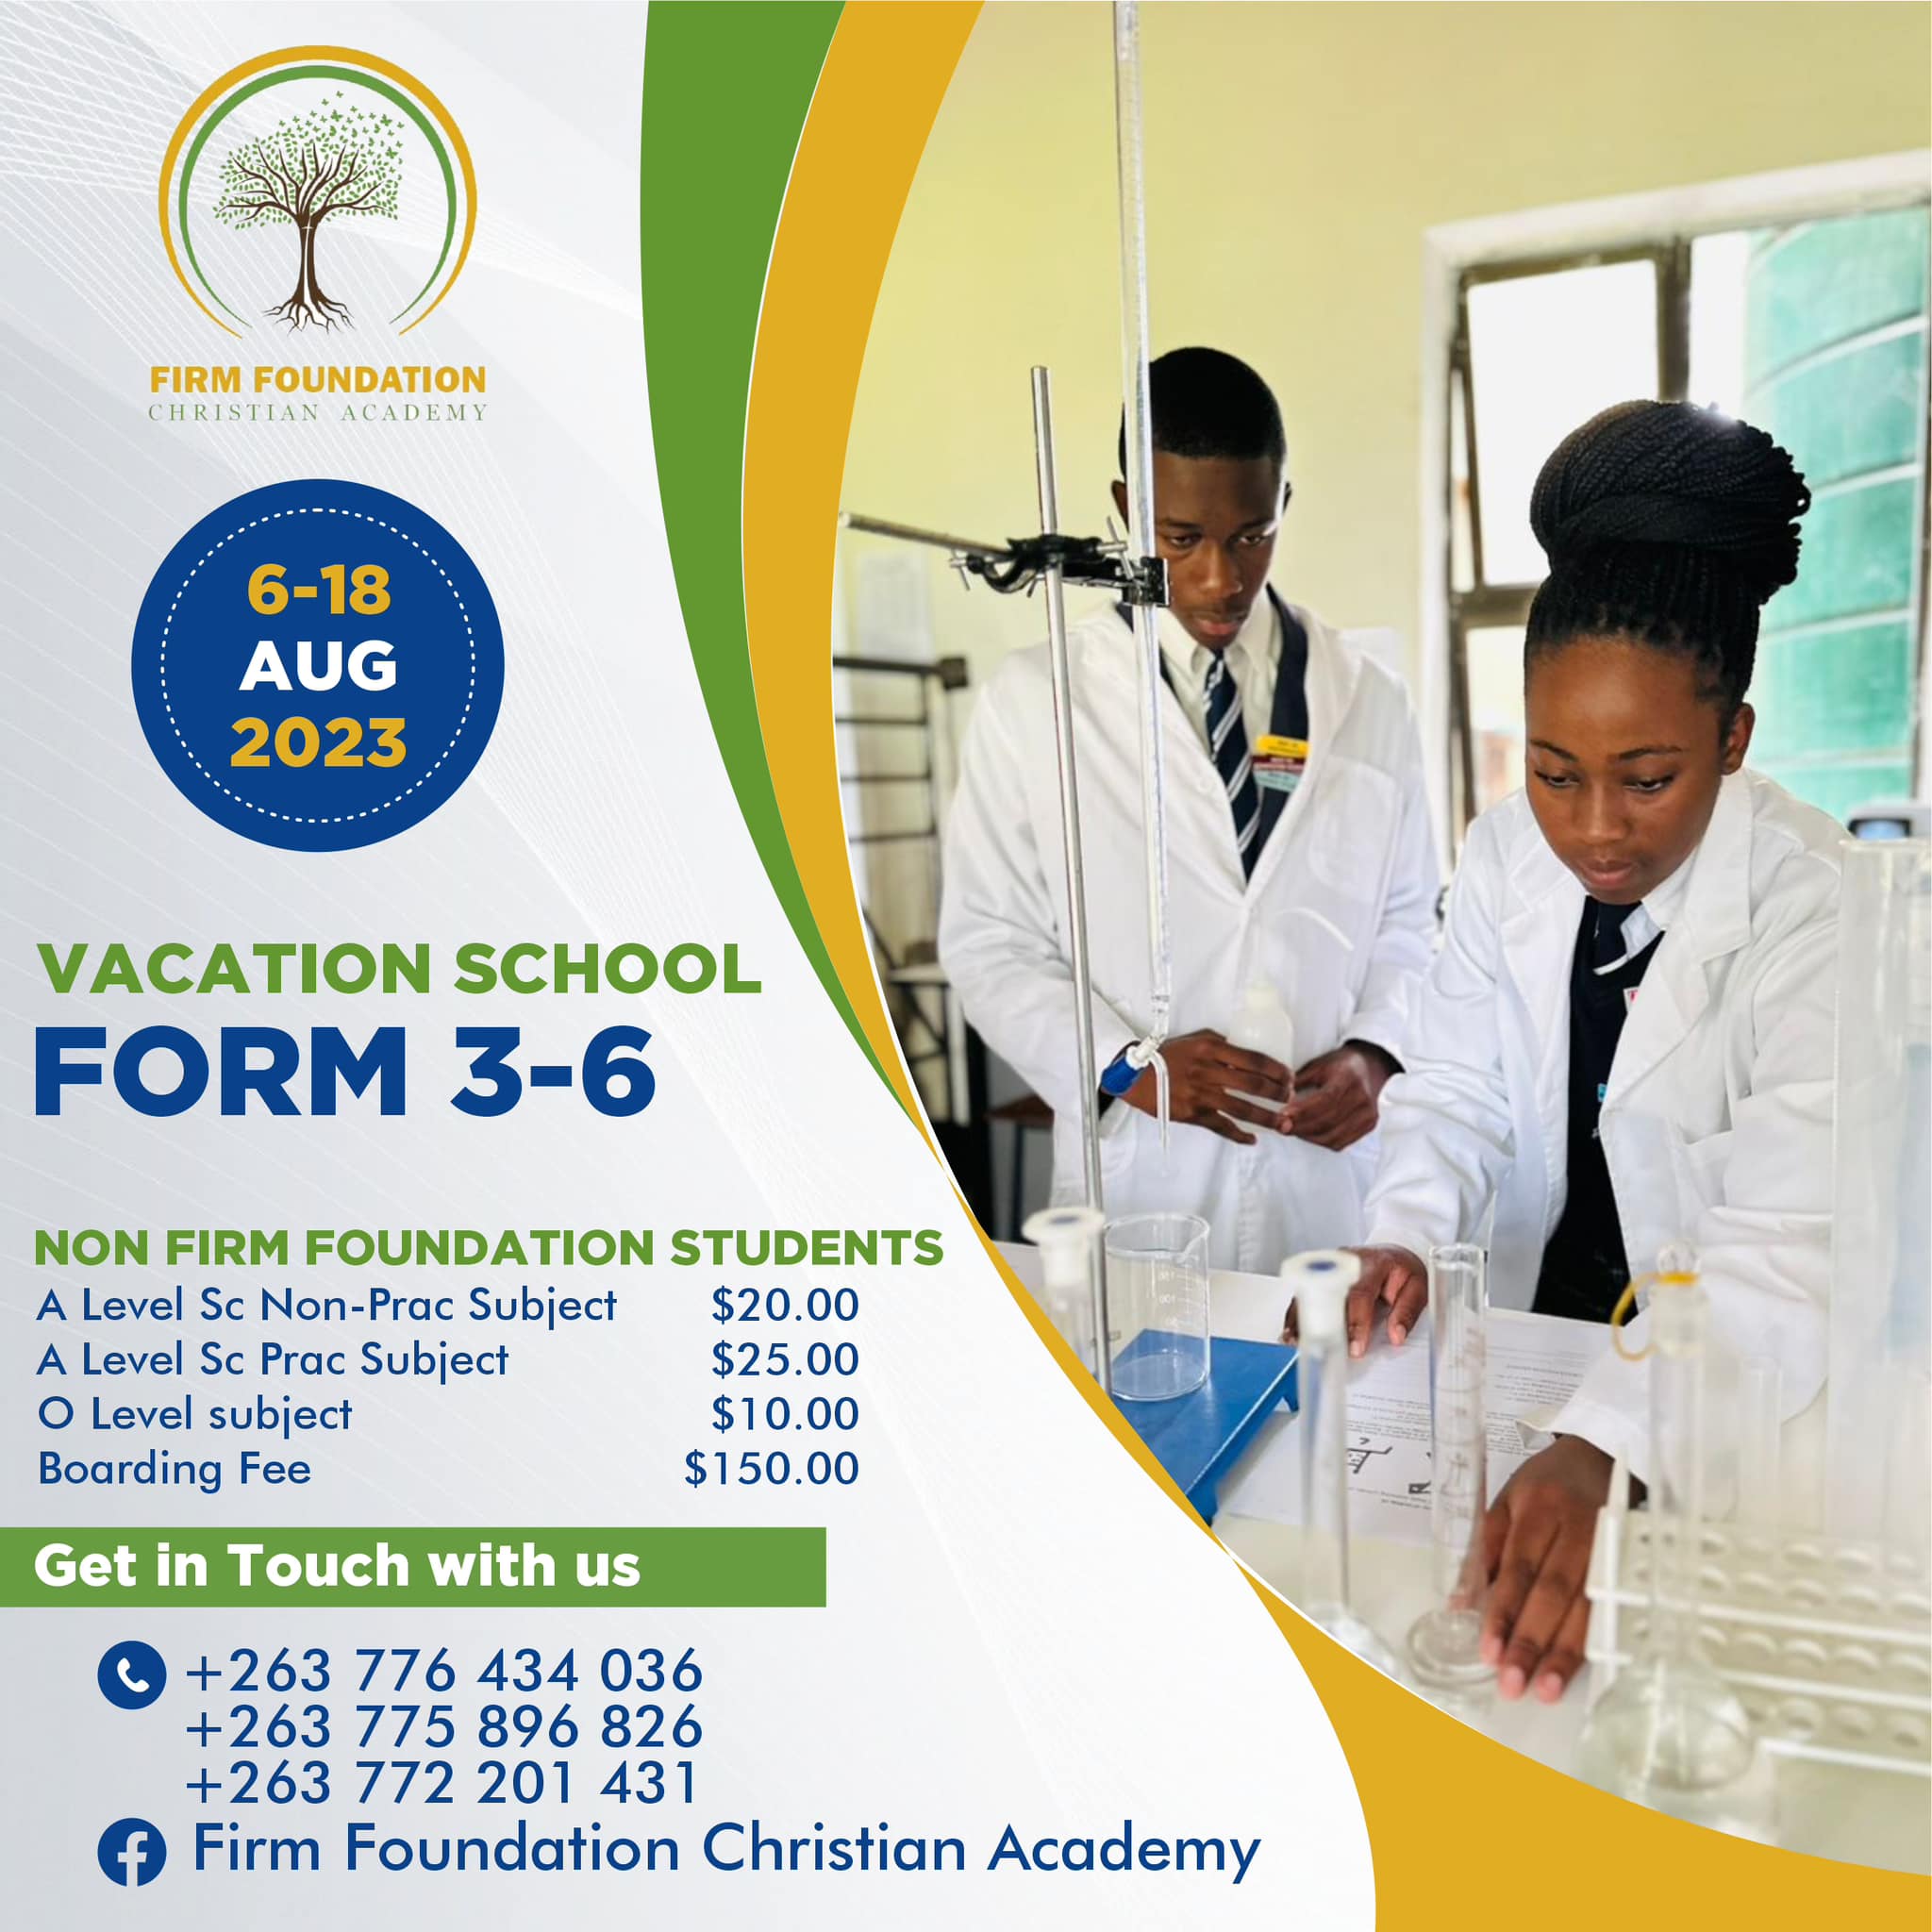 FIRM FOUNDATION
CHRISTIAN ACADEMY
6-18
AUG
2023
VACATION SCHOOL
FORM 3-6
NON FIRM FOUNDATION STUDENTS
A Level Sc Non-Prac Subject $20.00
A Level Sc Prac Subject $25.00
O Level subject $10.00
Boarding Fee $150.00
Get in Touch with us
+263 776 434 036
+263 775 896 826
+263 772 201 431
Firm Foundation Christian Academy